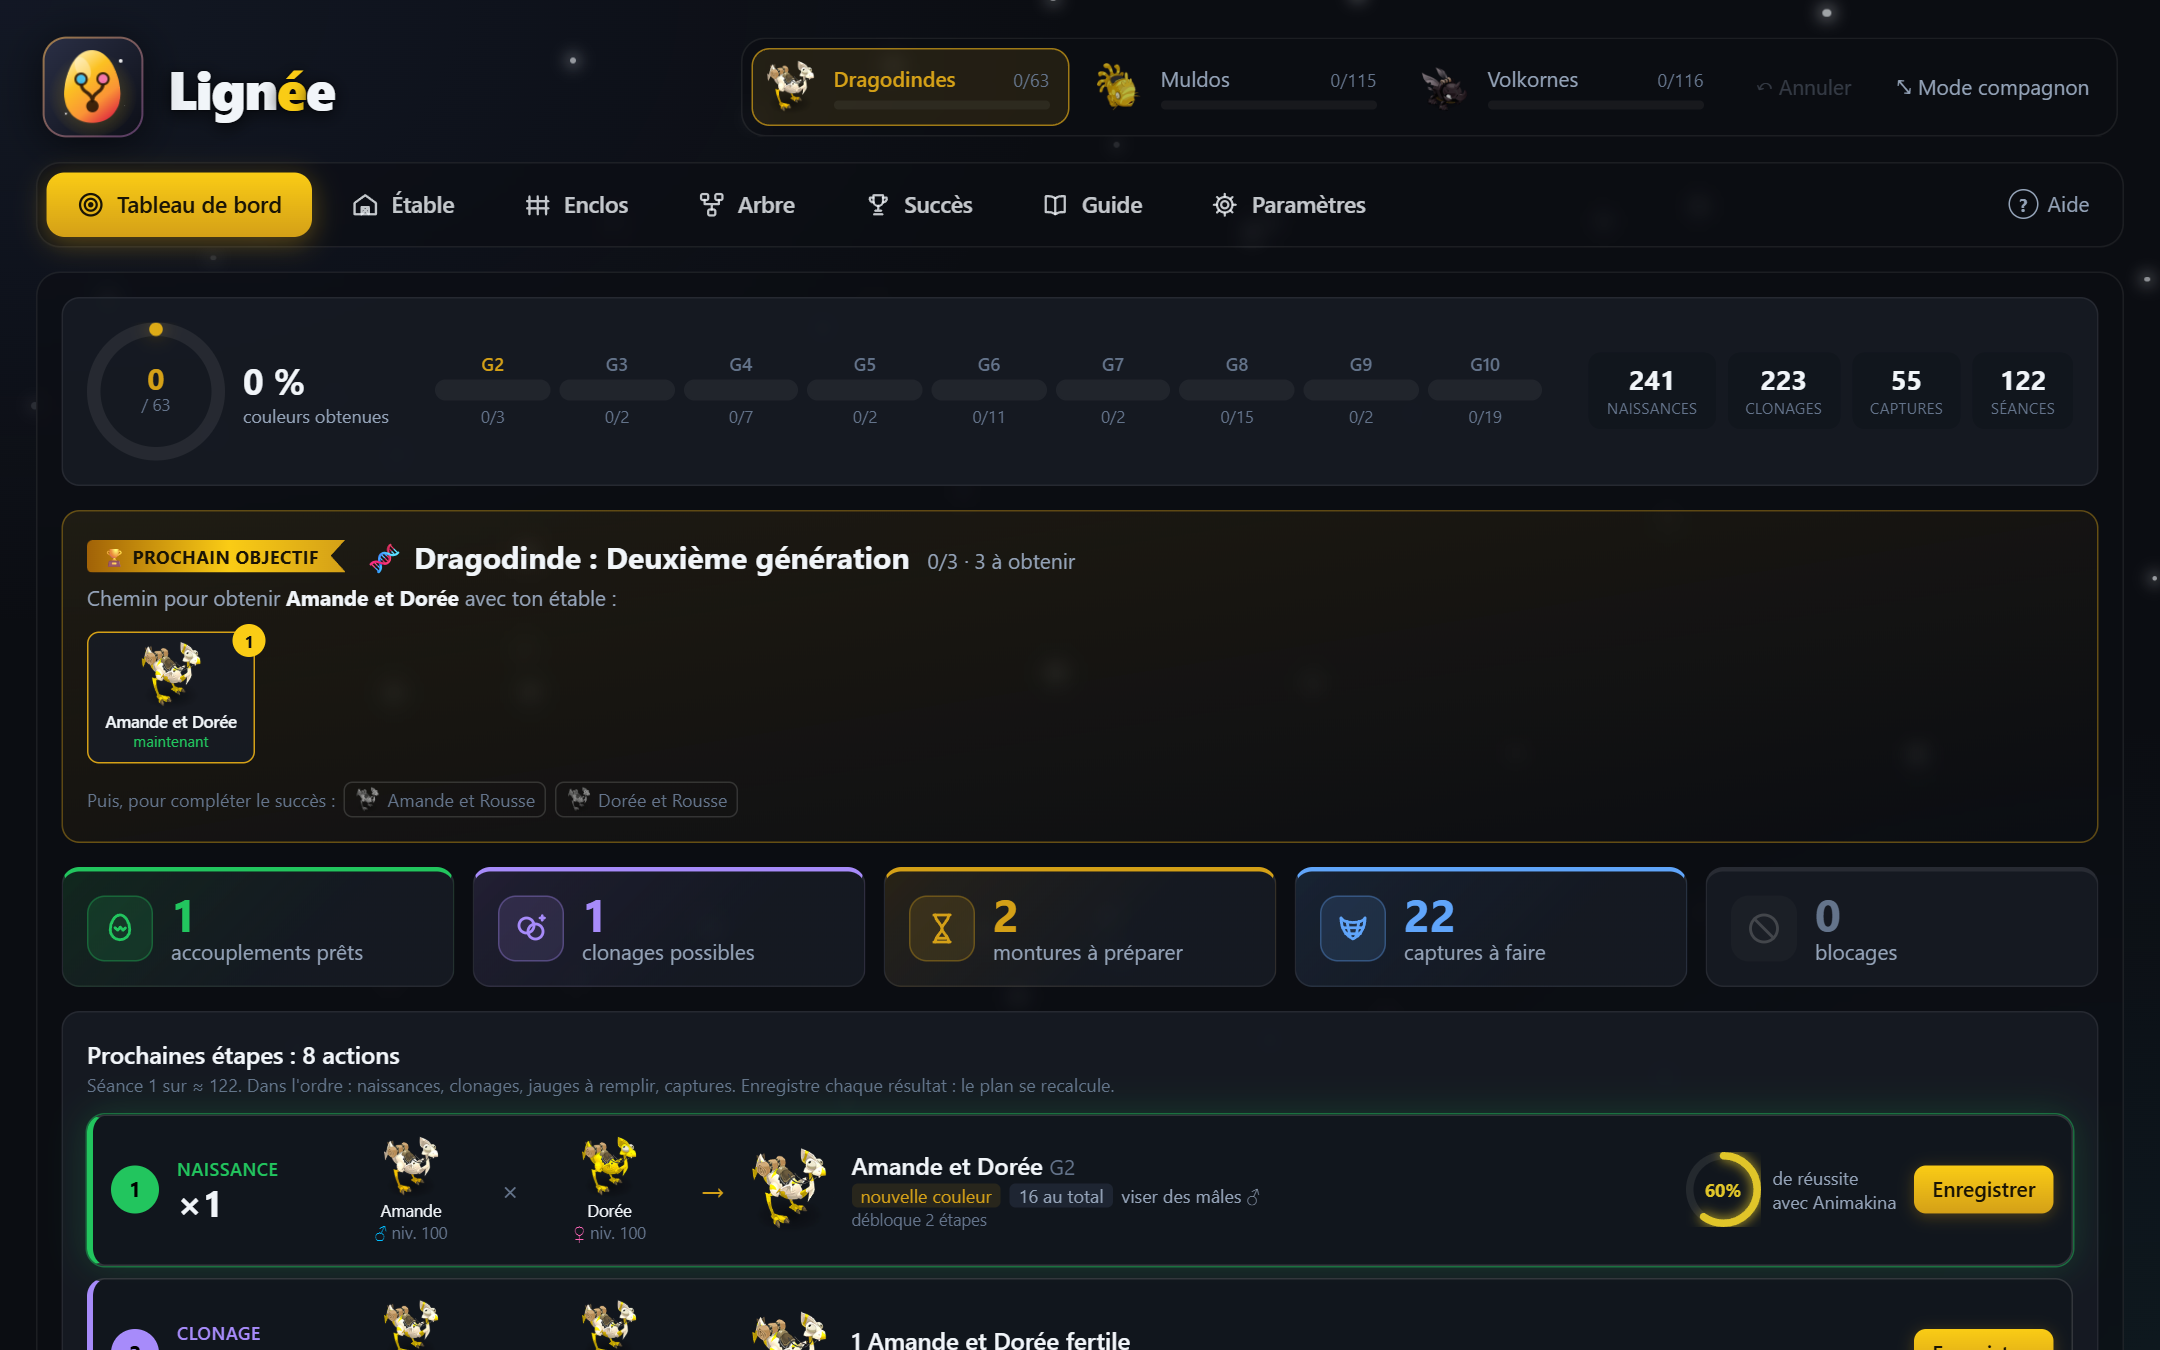 Lignée
Dragodindes 0/63
Muldos 0/115
Volkornes 0/116
Annuler
Mode compagnon
Tableau de bord
Étable
Enclos
Arbre
Succès
Guide
Paramètres
? Aide
0
/ 63
0 %
couleurs obtenues
G2 G3 G4 G5 G6 G7 G8 G9 G10
0/3 0/2 0/7 0/2 0/11 0/2 0/15 0/2 0/19
241 223 55 122
NAISSANCES CLONAGES CAPTURES SÉANCES
PROCHAIN OBJECTIF Dragodinde : Deuxième génération 0/3 · 3 à obtenir
Chemin pour obtenir Amande et Dorée avec ton étable :
1
Amande et Dorée
maintenant
Puis, pour compléter le succès : Amande et Rousse Dorée et Rousse
1
accouplements prêts
1
clonages possibles
2
montures à préparer
22
captures à faire
0
blocages
Prochaines étapes : 8 actions
Séance 1 sur ≈ 122. Dans l'ordre : naissances, clonages, jauges à remplir, captures. Enregistre chaque résultat : le plan se recalcule.
1
NAISSANCE
×1
Amande
♂ niv. 100
×
Dorée
♀ niv. 100
→
Amande et Dorée G2
nouvelle couleur 16 au total viser des mâles ♂
débloque 2 étapes
60%
de réussite
avec Animakina
Enregistrer
CLONAGE
1 Amande et Dorée fertile